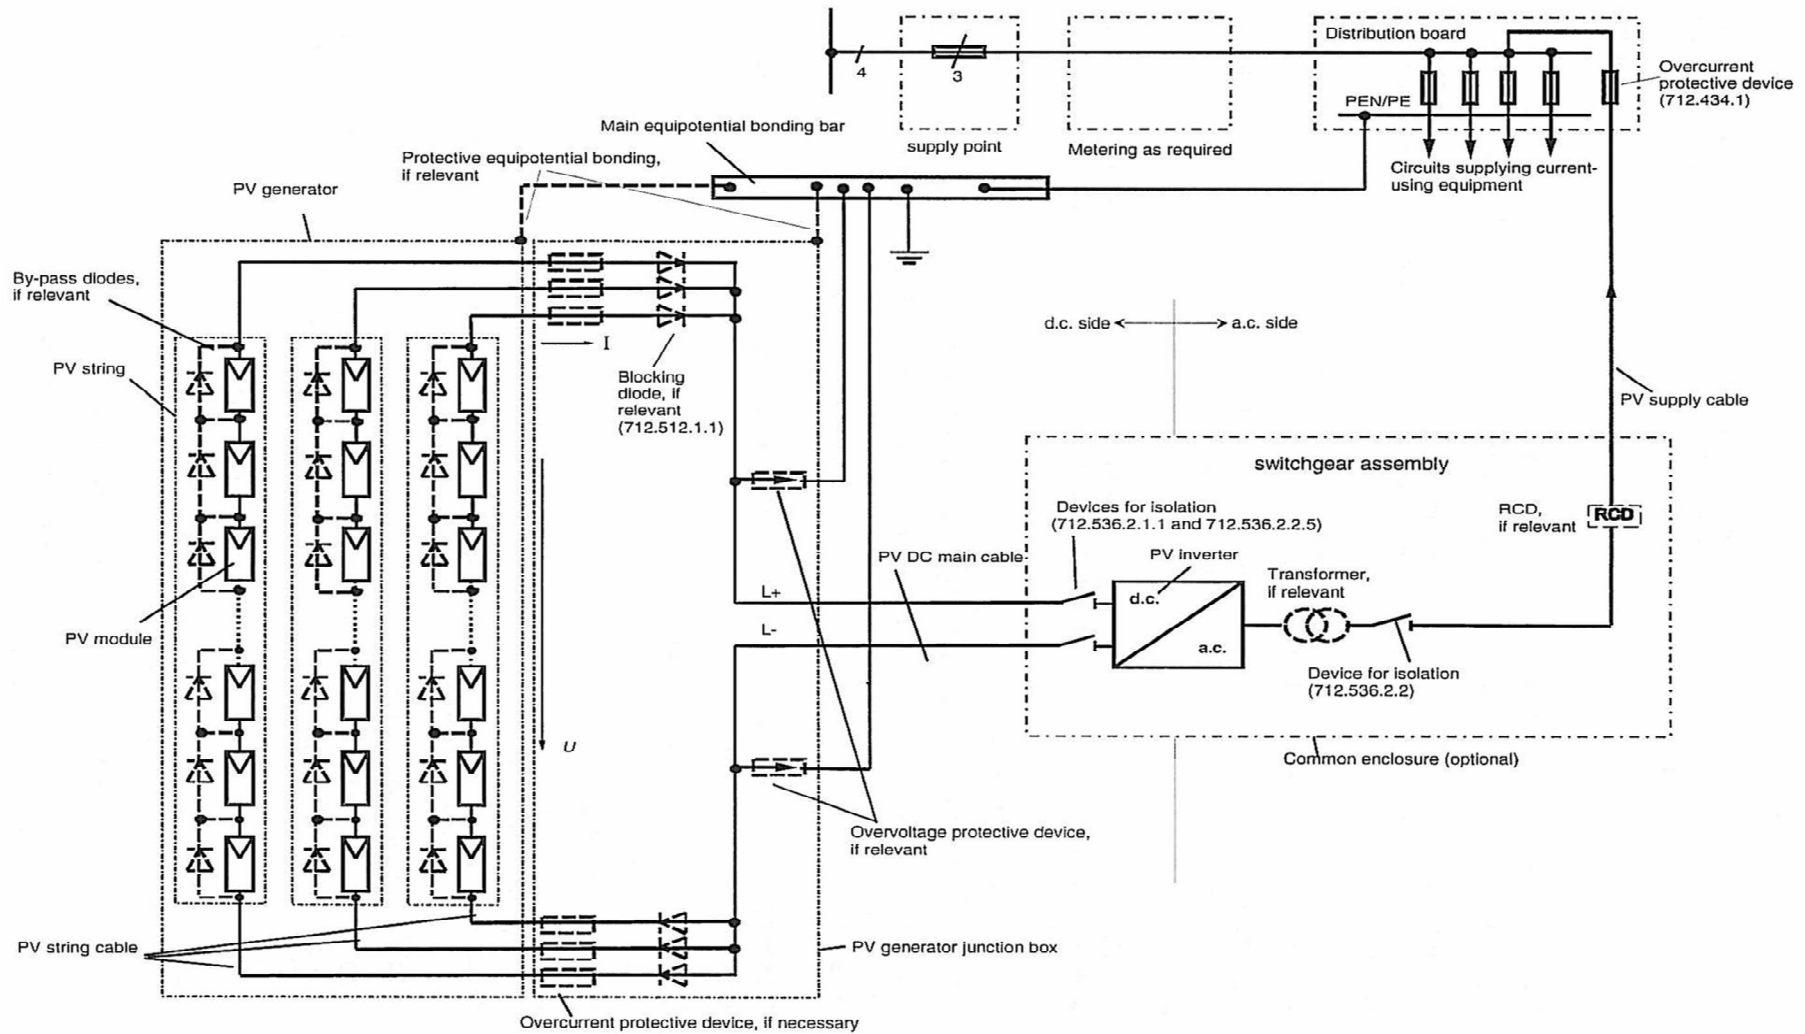 Distribution board
4
3
Overcurrent
protective device
(712.434.1)
PEN/PE
Main equipotential bonding bar
supply point
Metering as required
Circuits supplying current-
using equipment
Protective equipotential bonding,
if relevant
PV generator
By-pass diodes,
if relevant
I
d.c. side
a.c. side
PV string
Blocking
diode, if
relevant
(712.512.1.1)
PV supply cable
switchgear assembly
Devices for isolation
(712.536.2.1.1 and 712.536.2.2.5)
RCD,
if relevant
RCD
PV DC main cable
PV inverter
Transformer,
if relevant
L+
d.c.
L-
PV module
a.c.
Device for isolation
(712.536.2.2)
U
Common enclosure (optional)
Overvoltage protective device,
if relevant
PV string cable
PV generator junction box
Overcurrent protective device, if necessary